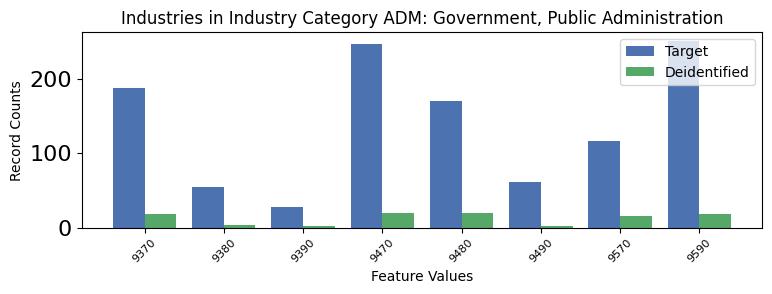 Industries in Industry Category ADM: Government, Public Administration
Target
Deidentified
Record Counts
200
100
0
9370 9380 9390 9470 9480 9490 9570 9590
Feature Values